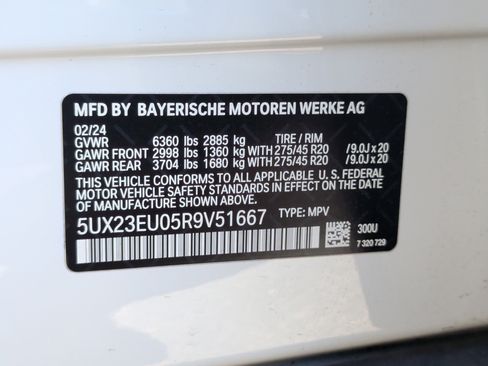 MFD BY BAYERISCHE MOTOREN WERKE AG
02/24
GVWR 6360 lbs 2885 kg TIRE / RIM
GAWR FRONT 2998 lbs 1360 kg WITH 275/45 R20 /9.0J x 20
GAWR REAR 3704 lbs 1680 kg WITH 275/45 R20 /9.0J x 20
THIS VEHICLE CONFORMS TO ALL APPLICABLE U. S. FEDERAL
MOTOR VEHICLE SAFETY STANDARDS IN EFFECT ON THE DATE OF
MANUFACTURE SHOWN ABOVE.
5UX23EU05R9V51667 TYPE: MPV
300U
7 320 729